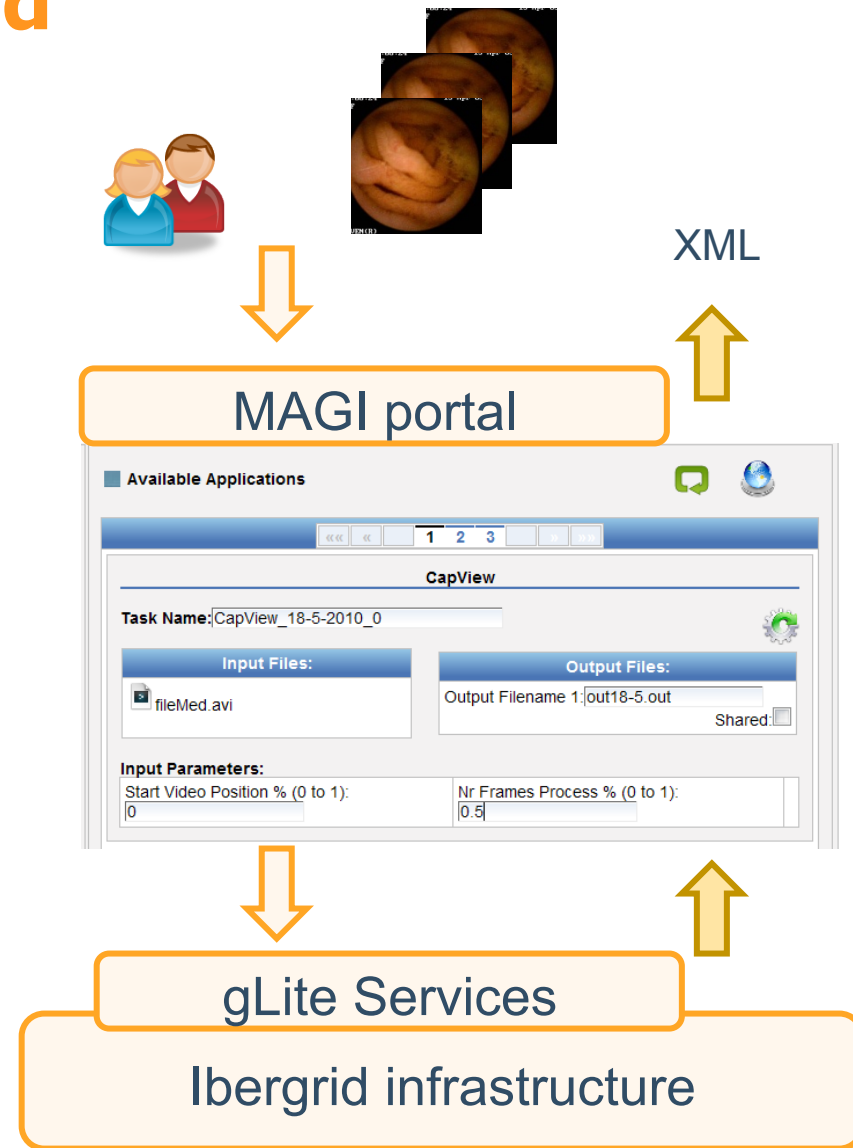 d
VEM(R)
XML
MAGI portal
Available Applications
«« « 1 2 3 » »»
CapView
Task Name: CapView_18-5-2010_0
Input Files:
fileMed.avi
Output Files:
Output Filename 1: out18-5.out
Shared:
Input Parameters:
Start Video Position % (0 to 1):
0
Nr Frames Process % (0 to 1):
0.5
gLite Services
Ibergrid infrastructure